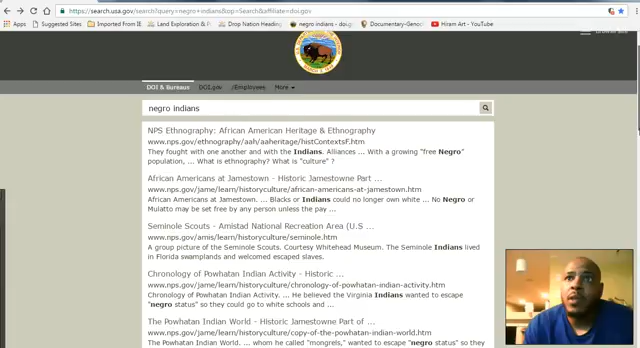 https://search.usa.gov/search?query=negro+indians&op=Search&affiliate=doi.gov
Apps
Suggested Sites
Imported From IE
Land Exploration & P
Drop Nation Heading
negro indians - doi.go
Documentary-Genoc
Hiram Art - YouTube
DOI & Bureaus
DOI.gov
/Employees
More
negro indians
NPS Ethnography: African American Heritage & Ethnography
www.nps.gov/ethnography/aah/aaheritage/histContextsF.htm
They fought with one another and with the Indians. Alliances ... With a growing "free Negro"
population, ... What is ethnography? What is "culture" ?
African Americans at Jamestown - Historic Jamestowne Part ...
www.nps.gov/jame/learn/historyculture/african-americans-at-jamestown.htm
African Americans at Jamestown. ... Blacks or Indians could no longer own white ... No Negro or
Mulatto may be set free by any person unless the pay ...
Seminole Scouts - Amistad National Recreation Area (U.S ...
www.nps.gov/amis/learn/historyculture/seminole.htm
A group picture of the Seminole Scouts. Courtesy Whitehead Museum. The Seminole Indians lived
in Florida swamplands and welcomed escaped slaves.
Chronology of Powhatan Indian Activity - Historic ...
www.nps.gov/jame/learn/historyculture/chronology-of-powhatan-indian-activity.htm
Chronology of Powhatan Indian Activity. ... He believed the Virginia Indians wanted to escape
"negro status" so they could go to white schools and ...
The Powhatan Indian World - Historic Jamestowne Part of ...
www.nps.gov/jame/learn/historyculture/copy-of-the-powhatan-indian-world.htm
The Powhatan Indian World. ... whom he called "mongrels," wanted to escape "negro status" so they